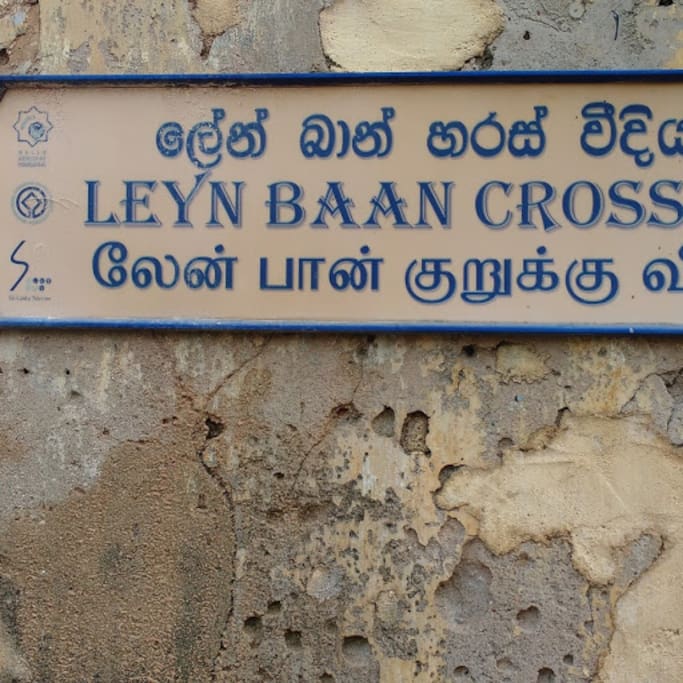 ලේන් බාන් හරස් වීදිය
LEYN BAAN CROSS
லேன் பான் குறுக்கு வீ